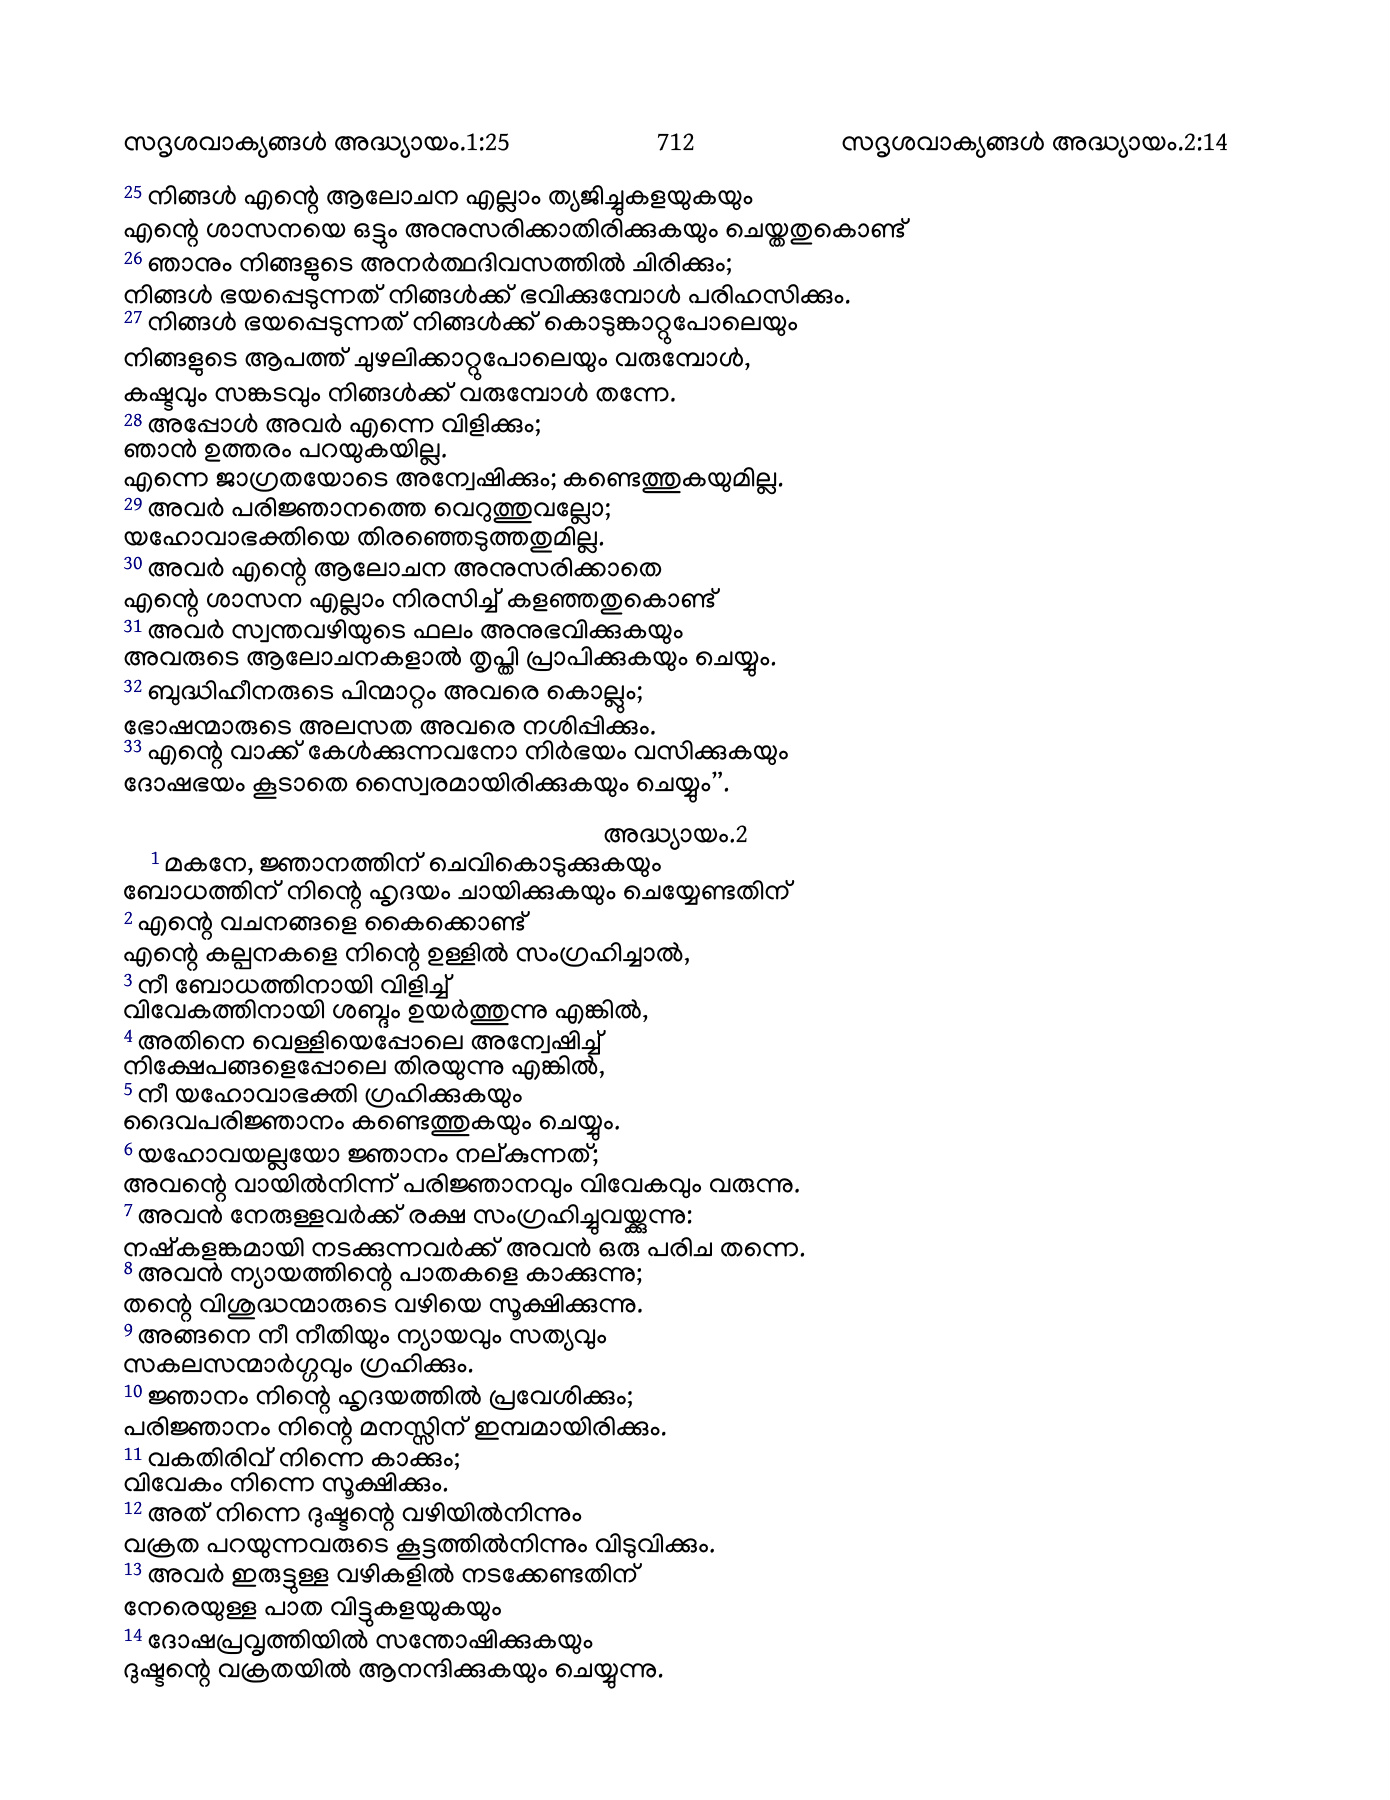 സദൃശവാക്യങ്ങൾ അദ്ധ്യായം.1:25 712 സദൃശവാക്യങ്ങൾ അദ്ധ്യായം.2:14
25 നിങ്ങൾ എന്റെ ആലോചന എല്ലാം ത്യജിച്ചുകളയുകയും
എന്റെ ശാസനയെ ഒട്ടും അനുസരിക്കാതിരിക്കുകയും ചെയ്തതുകൊണ്ട്
26 ഞാനും നിങ്ങളുടെ അനർത്ഥദിവസത്തിൽ ചിരിക്കും;
നിങ്ങൾ ഭയപ്പെടുന്നത് നിങ്ങൾക്ക് ഭവിക്കുമ്പോൾ പരിഹസിക്കും.
27 നിങ്ങൾ ഭയപ്പെടുന്നത് നിങ്ങൾക്ക് കൊടുങ്കാറ്റുപോലെയും
നിങ്ങളുടെ ആപത്ത് ചുഴലിക്കാറ്റുപോലെയും വരുമ്പോൾ,
കഷ്ടവും സങ്കടവും നിങ്ങൾക്ക് വരുമ്പോൾ തന്നേ.
28 അപ്പോൾ അവർ എന്നെ വിളിക്കും;
ഞാൻ ഉത്തരം പറയുകയില്ല.
എന്നെ ജാഗ്രതയോടെ അന്വേഷിക്കും; കണ്ടെത്തുകയുമില്ല.
29 അവർ പരിജ്ഞാനത്തെ വെറുത്തുവല്ലോ;
യഹോവാഭക്തിയെ തിരഞ്ഞെടുത്തതുമില്ല.
30 അവർ എന്റെ ആലോചന അനുസരിക്കാതെ
എന്റെ ശാസന എല്ലാം നിരസിച്ച് കളഞ്ഞതുകൊണ്ട്
31 അവർ സ്വന്തവഴിയുടെ ഫലം അനുഭവിക്കുകയും
അവരുടെ ആലോചനകളാൽ തൃപ്തി പ്രാപിക്കുകയും ചെയ്യും.
32 ബുദ്ധിഹീനരുടെ പിന്മാറ്റം അവരെ കൊല്ലും;
ഭോഷന്മാരുടെ അലസത അവരെ നശിപ്പിക്കും.
33 എന്റെ വാക്ക് കേൾക്കുന്നവനോ നിർഭയം വസിക്കുകയും
ദോഷഭയം കൂടാതെ സ്വൈരമായിരിക്കുകയും ചെയ്യും”.
അദ്ധ്യായം.2
1 മകനേ, ജ്ഞാനത്തിന് ചെവികൊടുക്കുകയും
ബോധത്തിന് നിന്റെ ഹൃദയം ചായിക്കുകയും ചെയ്യേണ്ടതിന്
2 എന്റെ വചനങ്ങളെ കൈക്കൊണ്ട്
എന്റെ കല്പനകളെ നിന്റെ ഉള്ളിൽ സംഗ്രഹിച്ചാൽ,
3 നീ ബോധത്തിനായി വിളിച്ച്
വിവേകത്തിനായി ശബ്ദം ഉയർത്തുന്നു എങ്കിൽ,
4 അതിനെ വെള്ളിയെപ്പോലെ അന്വേഷിച്ച്
നിക്ഷേപങ്ങളെപ്പോലെ തിരയുന്നു എങ്കിൽ,
5 നീ യഹോവാഭക്തി ഗ്രഹിക്കുകയും
ദൈവപരിജ്ഞാനം കണ്ടെത്തുകയും ചെയ്യും.
6 യഹോവയല്ലയോ ജ്ഞാനം നല്കുന്നത്;
അവന്റെ വായിൽനിന്ന് പരിജ്ഞാനവും വിവേകവും വരുന്നു.
7 അവൻ നേരുള്ളവർക്ക് രക്ഷ സംഗ്രഹിച്ചുവയ്ക്കുന്നു:
നഷ്കളങ്കമായി നടക്കുന്നവർക്ക് അവൻ ഒരു പരിച തന്നെ.
8 അവൻ ന്യായത്തിന്റെ പാതകളെ കാക്കുന്നു;
തന്റെ വിശുദ്ധന്മാരുടെ വഴിയെ സൂക്ഷിക്കുന്നു.
9 അങ്ങനെ നീ നീതിയും ന്യായവും സത്യവും
സകലസന്മാർഗ്ഗവും ഗ്രഹിക്കും.
10 ജ്ഞാനം നിന്റെ ഹൃദയത്തിൽ പ്രവേശിക്കും;
പരിജ്ഞാനം നിന്റെ മനസ്സിന് ഇമ്പമായിരിക്കും.
11 വകതിരിവ് നിന്നെ കാക്കും;
വിവേകം നിന്നെ സൂക്ഷിക്കും.
12 അത് നിന്നെ ദുഷ്ടന്റെ വഴിയിൽനിന്നും
വക്രത പറയുന്നവരുടെ കൂട്ടത്തിൽനിന്നും വിടുവിക്കും.
13 അവർ ഇരുട്ടുള്ള വഴികളിൽ നടക്കേണ്ടതിന്
നേരെയുള്ള പാത വിട്ടുകളയുകയും
14 ദോഷപ്രവൃത്തിയിൽ സന്തോഷിക്കുകയും
ദുഷ്ടന്റെ വക്രതയിൽ ആനന്ദിക്കുകയും ചെയ്യുന്നു.